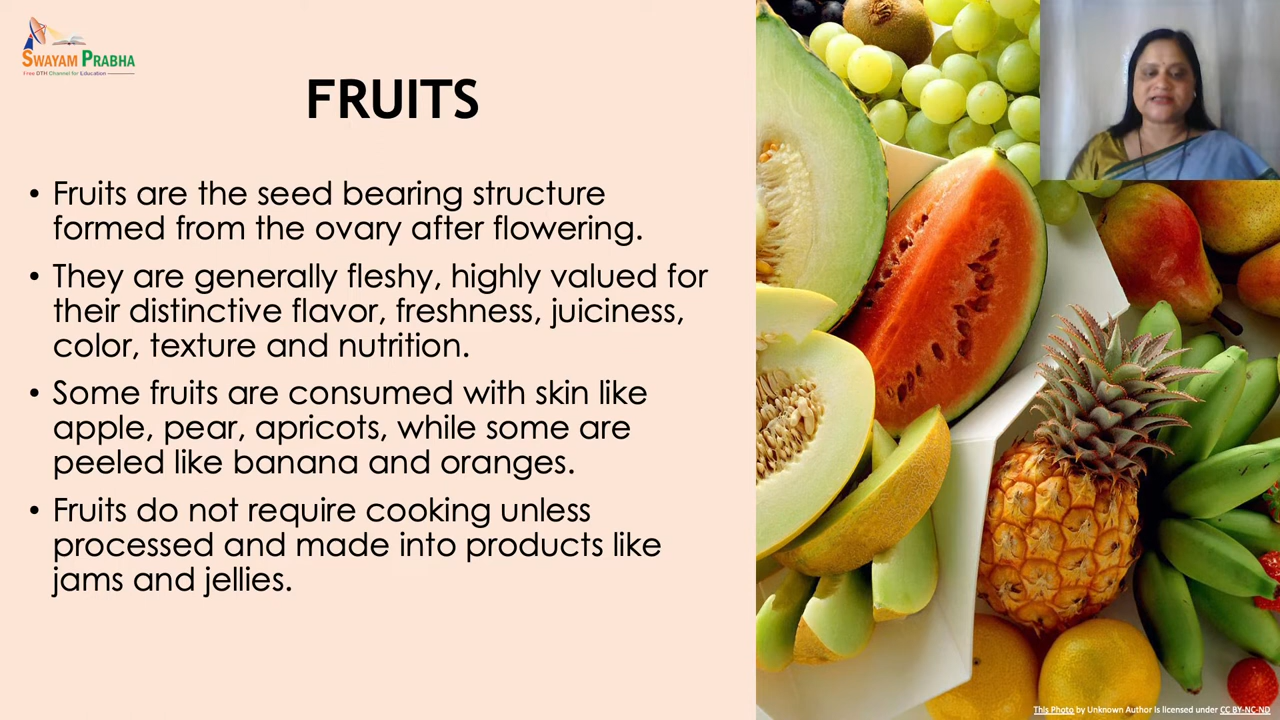 SWAYAM PRABHA
Free DTH Channel for Education
FRUITS
• Fruits are the seed bearing structure
formed from the ovary after flowering.
• They are generally fleshy, highly valued for
their distinctive flavor, freshness, juiciness,
color, texture and nutrition.
• Some fruits are consumed with skin like
apple, pear, apricots, while some are
peeled like banana and oranges.
• Fruits do not require cooking unless
processed and made into products like
jams and jellies.
This Photo by Unknown Author is licensed under CC BY-NC-ND